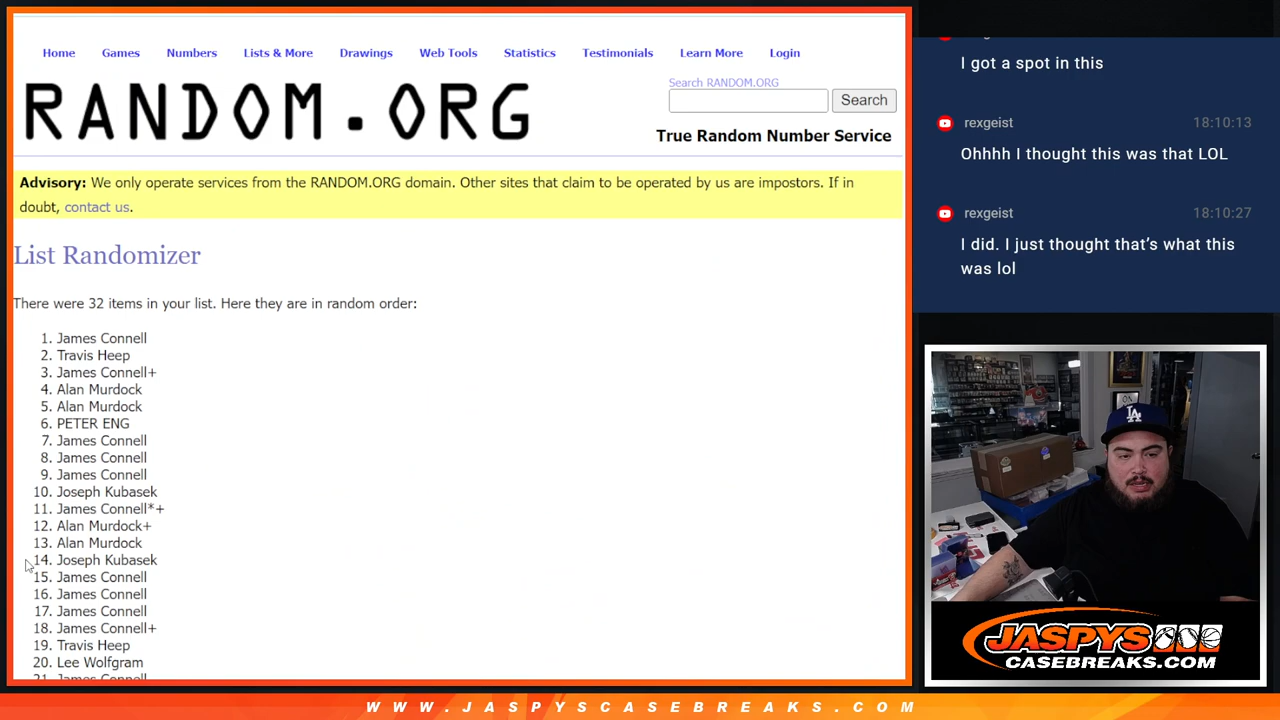 Home Games Numbers Lists & More Drawings Web Tools Statistics Testimonials Learn More Login
RANDOM.ORG
Search RANDOM.ORG
Search
True Random Number Service
Advisory: We only operate services from the RANDOM.ORG domain. Other sites that claim to be operated by us are impostors. If in
doubt, contact us.
List Randomizer
There were 32 items in your list. Here they are in random order:
1. James Connell
2. Travis Heep
3. James Connell+
4. Alan Murdock
5. Alan Murdock
6. PETER ENG
7. James Connell
8. James Connell
9. James Connell
10. Joseph Kubasek
11. James Connell*+
12. Alan Murdock+
13. Alan Murdock
14. Joseph Kubasek
15. James Connell
16. James Connell
17. James Connell
18. James Connell+
19. Travis Heep
20. Lee Wolfgram
21. James Connell
I got a spot in this
rexgeist 18:10:13
Ohhhh I thought this was that LOL
rexgeist 18:10:27
I did. I just thought that’s what this
was lol
LA
JASPYS
CASEBREAKS.COM
WWW.JASPYSCASEBREAKS.COM